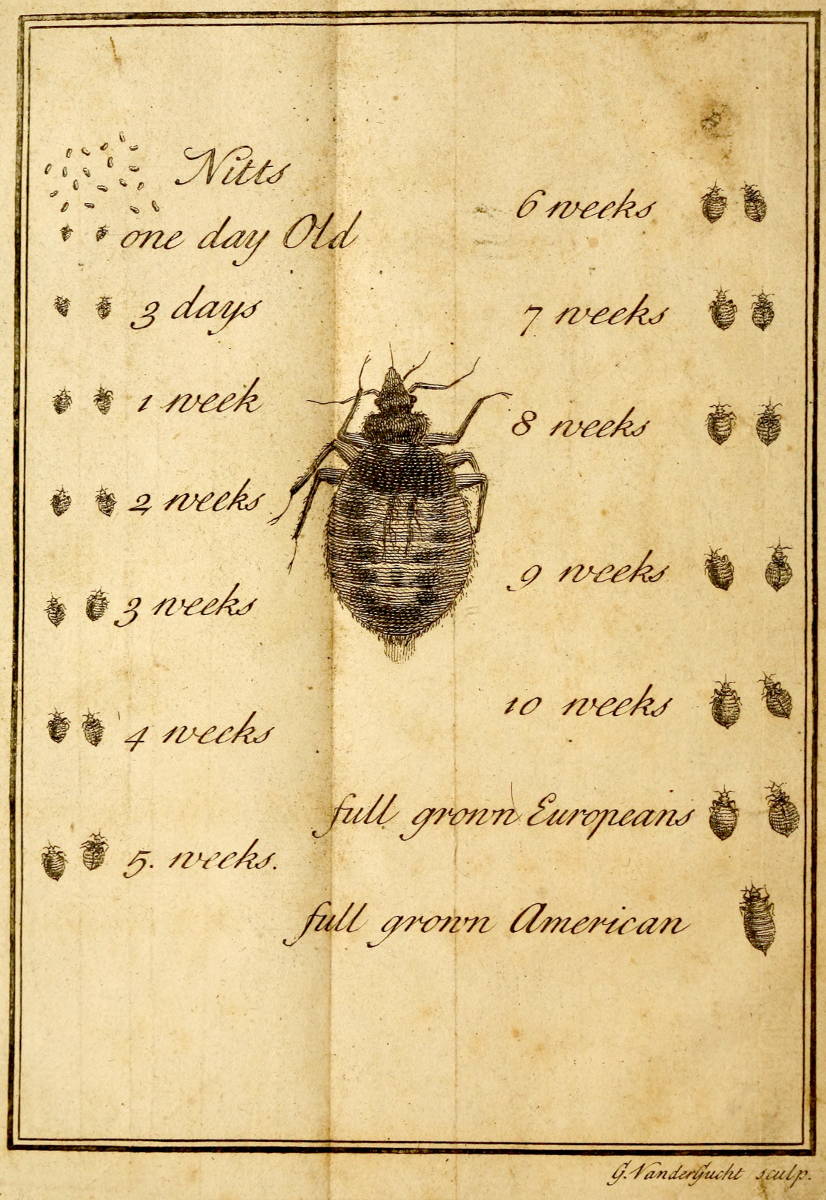 Nitts
one day Old
3 days
1 week
2 weeks
3 weeks
4 weeks
5. weeks.
6 weeks
7 weeks
8 weeks
9 weeks
10 weeks
full grown Europeans
full grown American
G. VanderGucht sculp.